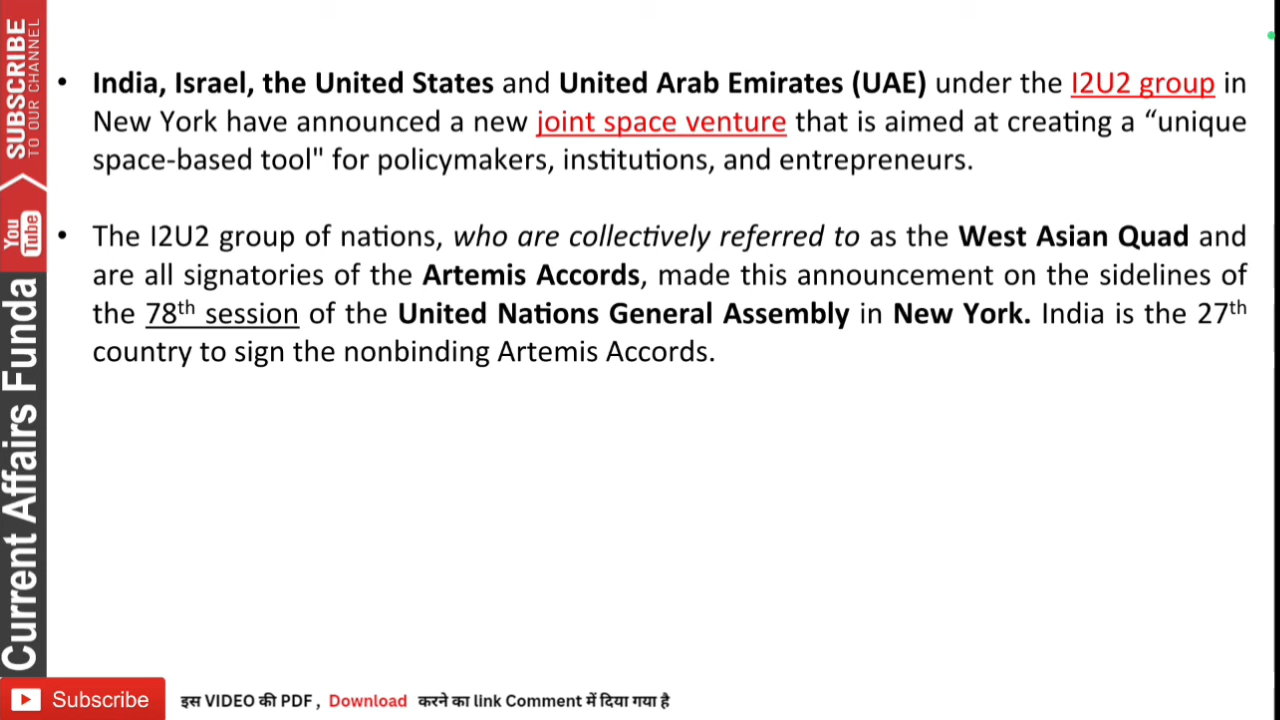 SUBSCRIBE
TO OUR CHANNEL
You
Tube
Current Affairs Funda
• India, Israel, the United States and United Arab Emirates (UAE) under the I2U2 group in
New York have announced a new joint space venture that is aimed at creating a “unique
space-based tool" for policymakers, institutions, and entrepreneurs.
• The I2U2 group of nations, who are collectively referred to as the West Asian Quad and
are all signatories of the Artemis Accords, made this announcement on the sidelines of
the 78th session of the United Nations General Assembly in New York. India is the 27th
country to sign the nonbinding Artemis Accords.
Subscribe
इस VIDEO की PDF , Download करने का link Comment में दिया गया है